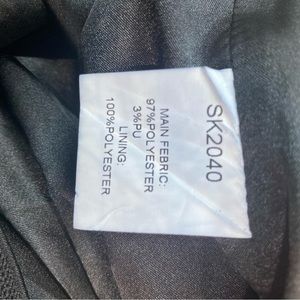 SK2040
MAIN FEBRIC:
97%POLYESTER
3%PU
LINING:
100%POLYESTER